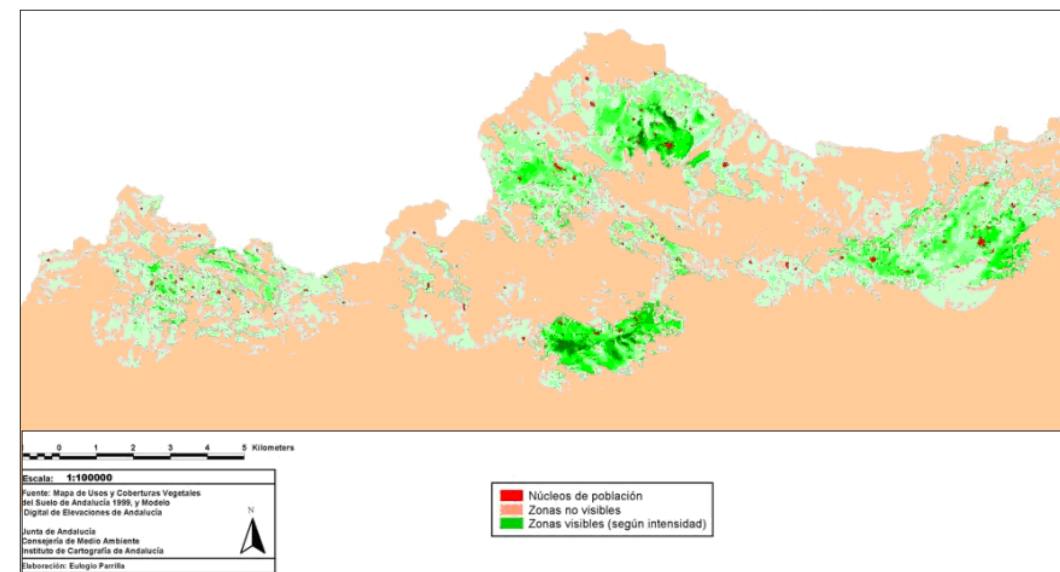 0 1 2 3 4 5 Kilometers
Escala: 1:100000
Fuente: Mapa de Usos y Coberturas Vegetales
del Suelo de Andalucía 1999, y Modelo
Digital de Elevaciones de Andalucía
N
Junta de Andalucía
Consejería de Medio Ambiente
Instituto de Cartografía de Andalucía
Elaboración: Eulogio Parrilla
Núcleos de población
Zonas no visibles
Zonas visibles (según intensidad)